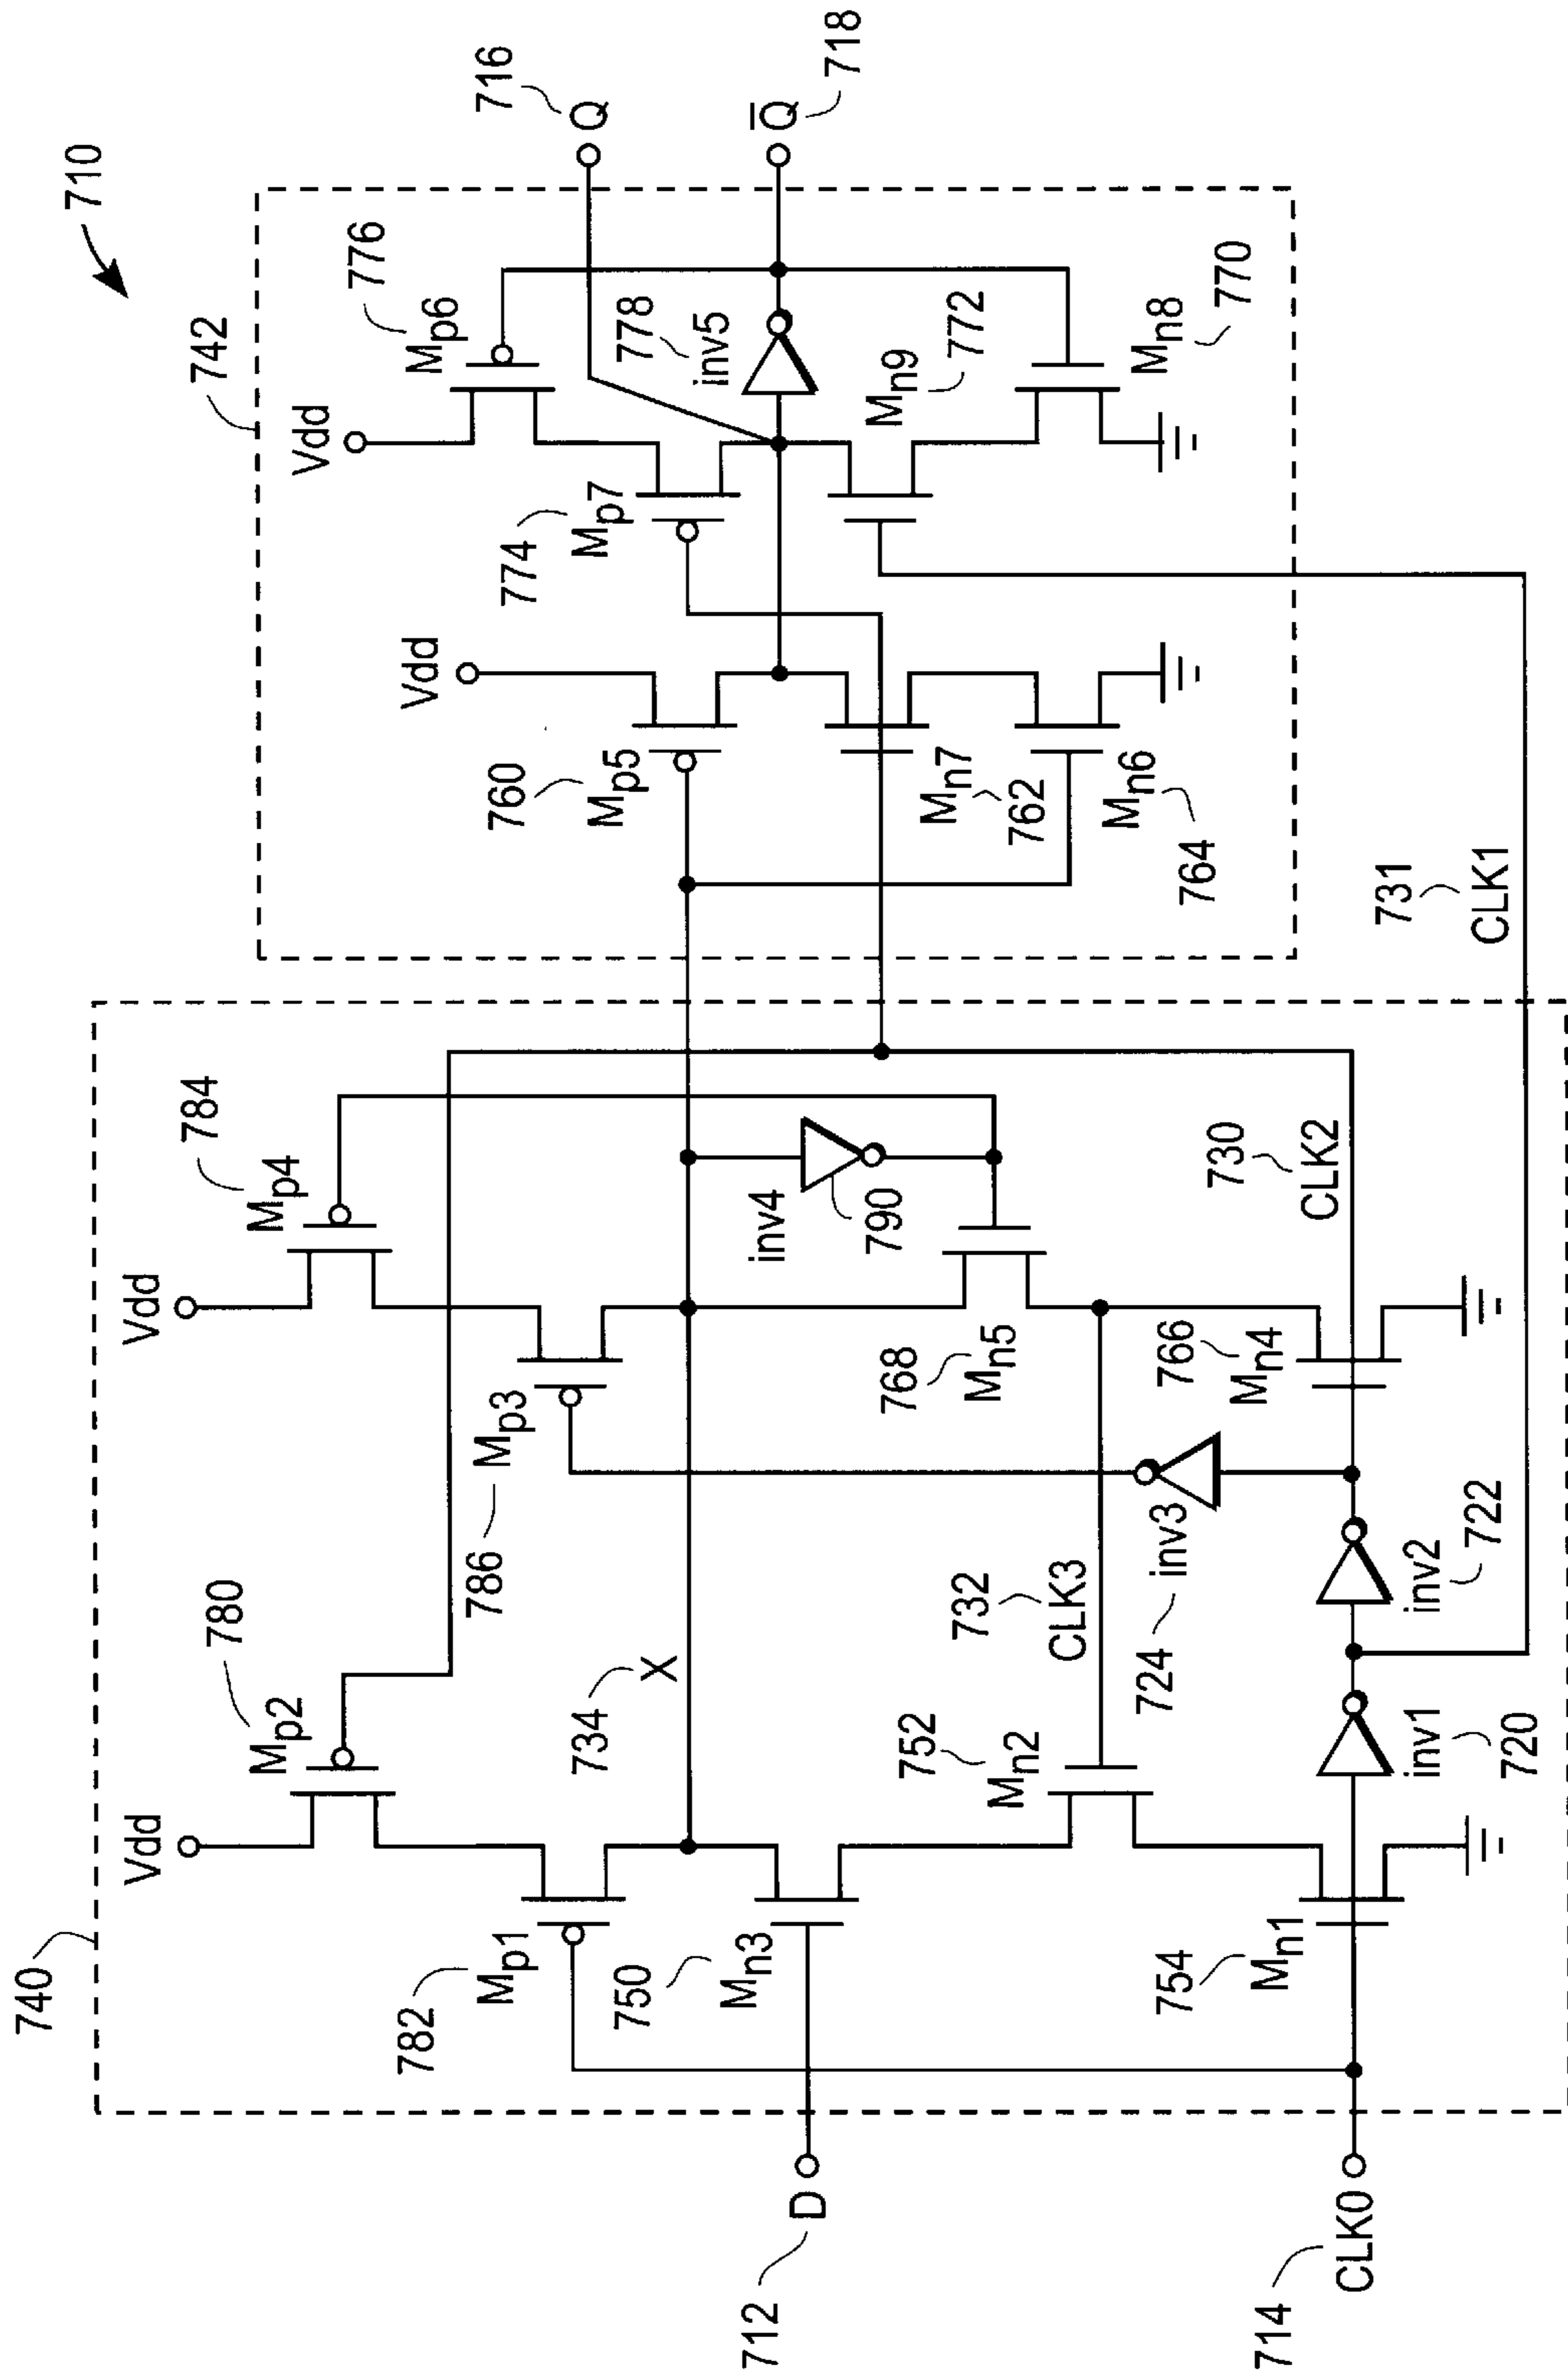 710
742
740
Vdd
776
Mp6
716
Q
Q̅
718
774
Mp7
778
inv5
Mn9
772
Mn8
770
Vdd
760
Mp5
Mn7
762
Mn6
764
731
CLK1
784
Mp4
Vdd
inv4
790
730
CLK2
786
Mp3
768
Mn5
766
Mn4
780
Mp2
Vdd
734
X
732
CLK3
724
inv3
inv2
722
782
Mp1
750
Mn3
752
Mn2
754
Mn1
inv1
720
712
D
714
CLK0